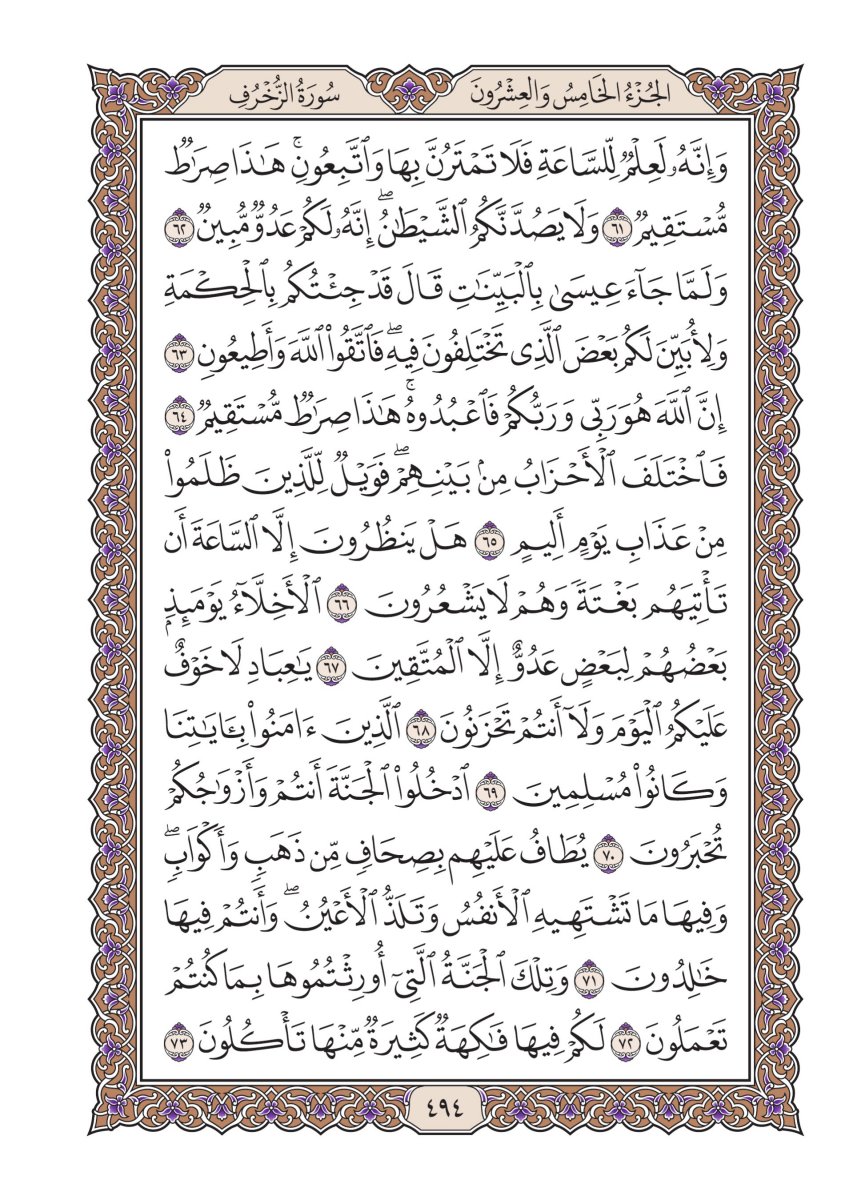 الجُزْءُ الخَامِسُ وَالعِشْرُونَ
سُورَةُ الزُّخْرُفِ
وَإِنَّهُۥ لَعِلْمٌ لِّلسَّاعَةِ فَلَا تَمْتَرُنَّ بِهَا وَٱتَّبِعُونِۚ هَٰذَا صِرَٰطٌ
مُّسْتَقِيمٌ ٦١ وَلَا يَصُدَّنَّكُمُ ٱلشَّيْطَٰنُۖ إِنَّهُۥ لَكُمْ عَدُوٌّ مُّبِينٌ ٦٢
وَلَمَّا جَآءَ عِيسَىٰ بِٱلْبَيِّنَٰتِ قَالَ قَدْ جِئْتُكُم بِٱلْحِكْمَةِ
وَلِأُبَيِّنَ لَكُم بَعْضَ ٱلَّذِى تَخْتَلِفُونَ فِيهِۖ فَٱتَّقُوا۟ ٱللَّهَ وَأَطِيعُونِ ٦٣
إِنَّ ٱللَّهَ هُوَ رَبِّى وَرَبُّكُمْ فَٱعْبُدُوهُۚ هَٰذَا صِرَٰطٌ مُّسْتَقِيمٌ ٦٤
فَٱخْتَلَفَ ٱلْأَحْزَابُ مِنۢ بَيْنِهِمْۖ فَوَيْلٌ لِّلَّذِينَ ظَلَمُوا۟
مِنْ عَذَابِ يَوْمٍ أَلِيمٍ ٦٥ هَلْ يَنظُرُونَ إِلَّا ٱلسَّاعَةَ أَن
تَأْتِيَهُم بَغْتَةً وَهُمْ لَا يَشْعُرُونَ ٦٦ ٱلْأَخِلَّآءُ يَوْمَئِذٍۭ
بَعْضُهُمْ لِبَعْضٍ عَدُوٌّ إِلَّا ٱلْمُتَّقِينَ ٦٧ يَٰعِبَادِ لَا خَوْفٌ
عَلَيْكُمُ ٱلْيَوْمَ وَلَآ أَنتُمْ تَحْزَنُونَ ٦٨ ٱلَّذِينَ ءَامَنُوا۟ بِـَٔايَٰتِنَا
وَكَانُوا۟ مُسْلِمِينَ ٦٩ ٱدْخُلُوا۟ ٱلْجَنَّةَ أَنتُمْ وَأَزْوَٰجُكُمْ
تُحْبَرُونَ ٧٠ يُطَافُ عَلَيْهِم بِصِحَافٍ مِّن ذَهَبٍ وَأَكْوَابٍۖ
وَفِيهَا مَا تَشْتَهِيهِ ٱلْأَنفُسُ وَتَلَذُّ ٱلْأَعْيُنُۖ وَأَنتُمْ فِيهَا
خَٰلِدُونَ ٧١ وَتِلْكَ ٱلْجَنَّةُ ٱلَّتِىٓ أُورِثْتُمُوهَا بِمَا كُنتُمْ
تَعْمَلُونَ ٧٢ لَكُمْ فِيهَا فَٰكِهَةٌ كَثِيرَةٌ مِّنْهَا تَأْكُلُونَ ٧٣
٤٩٤